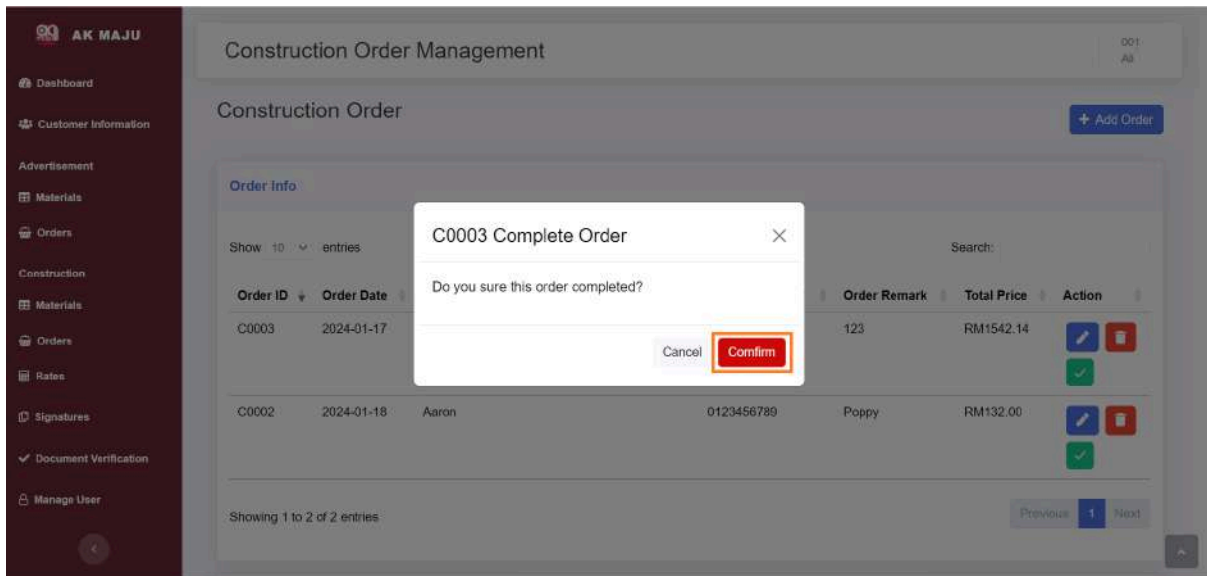 AK MAJU
Dashboard
Customer Information
Advertisement
Materials
Orders
Construction
Materials
Orders
Rates
Signatures
Document Verification
Manage User
Construction Order Management
001
Ali
Construction Order
+ Add Order
Order Info
Show 10 entries
Search:
Order ID Order Date Order Remark Total Price Action
C0003 2024-01-17 123 RM1542.14
C0002 2024-01-18 Aaron 0123456789 Poppy RM132.00
Showing 1 to 2 of 2 entries
Previous 1 Next
C0003 Complete Order
Do you sure this order completed?
Cancel Comfirm